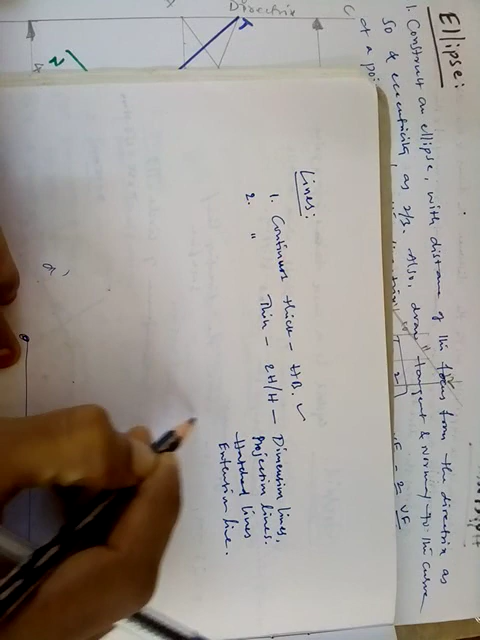 Ellipse:
1. Construct an ellipse, with distance of the focus from the directrix as
50 & eccentricity as 2/3. Also, draw tangent & Normal to the curve
at a poi
Directrix
X
C
T
N
Lines:
1. Continuous thick - HB. ✓
2. " Thin - 2H/H - Dimension lines,
Projection lines.
Hatched lines
Extension line.
d'